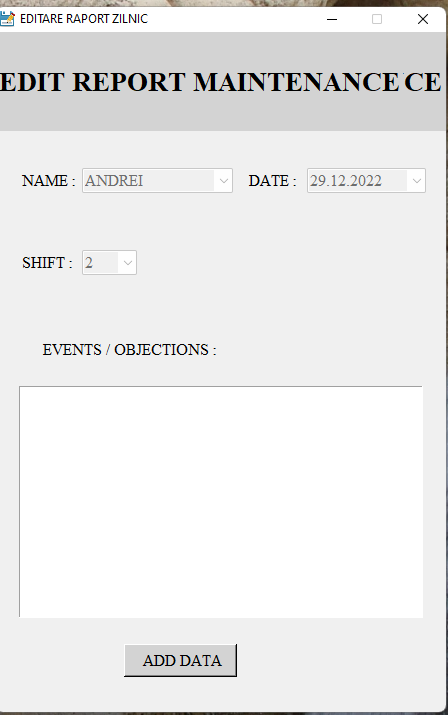 EDITARE RAPORT ZILNIC
EDIT REPORT MAINTENANCE CE
NAME : ANDREI DATE : 29.12.2022
SHIFT : 2
EVENTS / OBJECTIONS :
ADD DATA